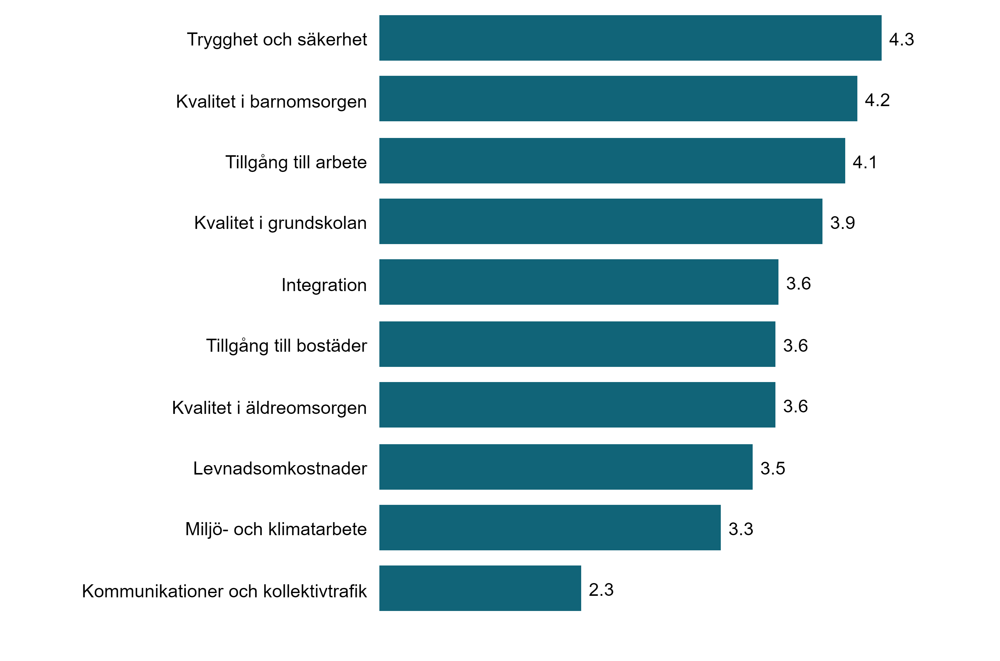 Trygghet och säkerhet 4.3
Kvalitet i barnomsorgen 4.2
Tillgång till arbete 4.1
Kvalitet i grundskolan 3.9
Integration 3.6
Tillgång till bostäder 3.6
Kvalitet i äldreomsorgen 3.6
Levnadsomkostnader 3.5
Miljö- och klimatarbete 3.3
Kommunikationer och kollektivtrafik 2.3